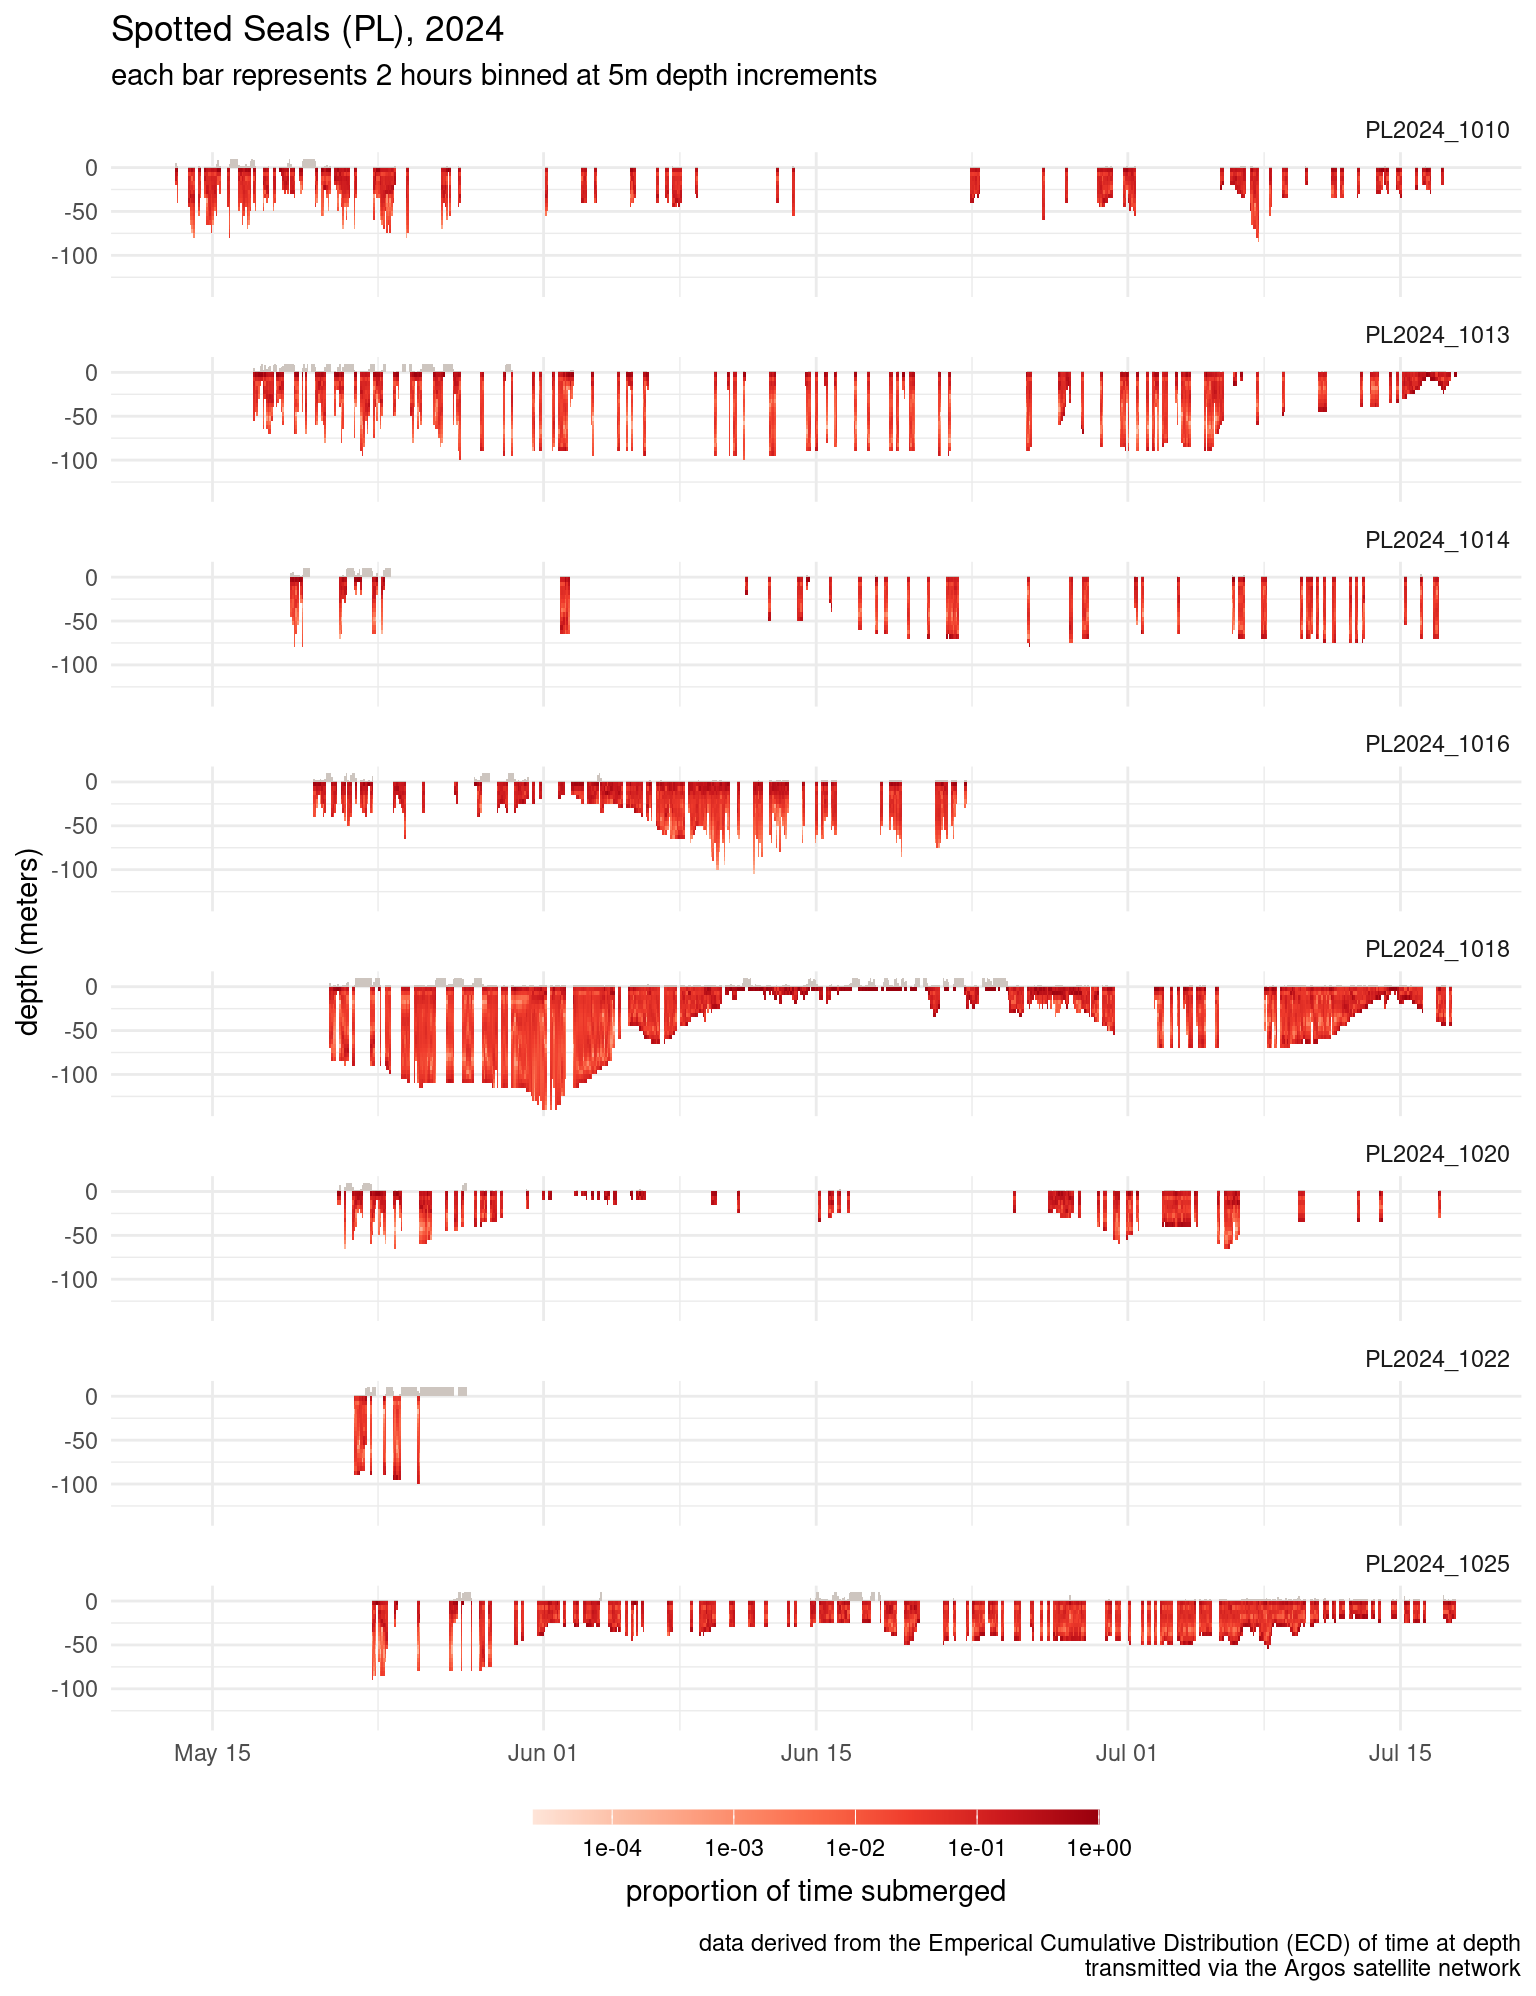 Spotted Seals (PL), 2024
each bar represents 2 hours binned at 5m depth increments
PL2024_1010
0
-50
-100
PL2024_1013
0
-50
-100
PL2024_1014
0
-50
-100
PL2024_1016
0
-50
-100
depth (meters)
PL2024_1018
0
-50
-100
PL2024_1020
0
-50
-100
PL2024_1022
0
-50
-100
PL2024_1025
0
-50
-100
May 15 Jun 01 Jun 15 Jul 01 Jul 15
1e-04 1e-03 1e-02 1e-01 1e+00
proportion of time submerged
data derived from the Emperical Cumulative Distribution (ECD) of time at depth
transmitted via the Argos satellite network